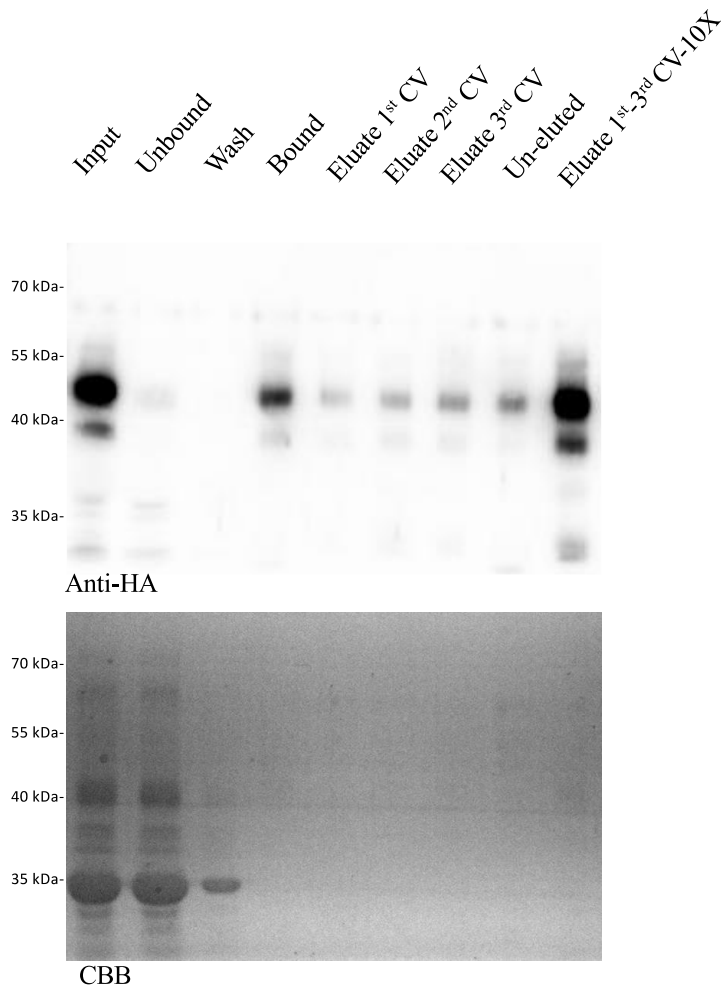 Input
Unbound
Wash
Bound
Eluate 1st CV
Eluate 2nd CV
Eluate 3rd CV
Un-eluted
Eluate 1st-3rd CV-10X
70 kDa-
55 kDa-
40 kDa-
35 kDa-
Anti-HA
70 kDa-
55 kDa-
40 kDa-
35 kDa-
CBB